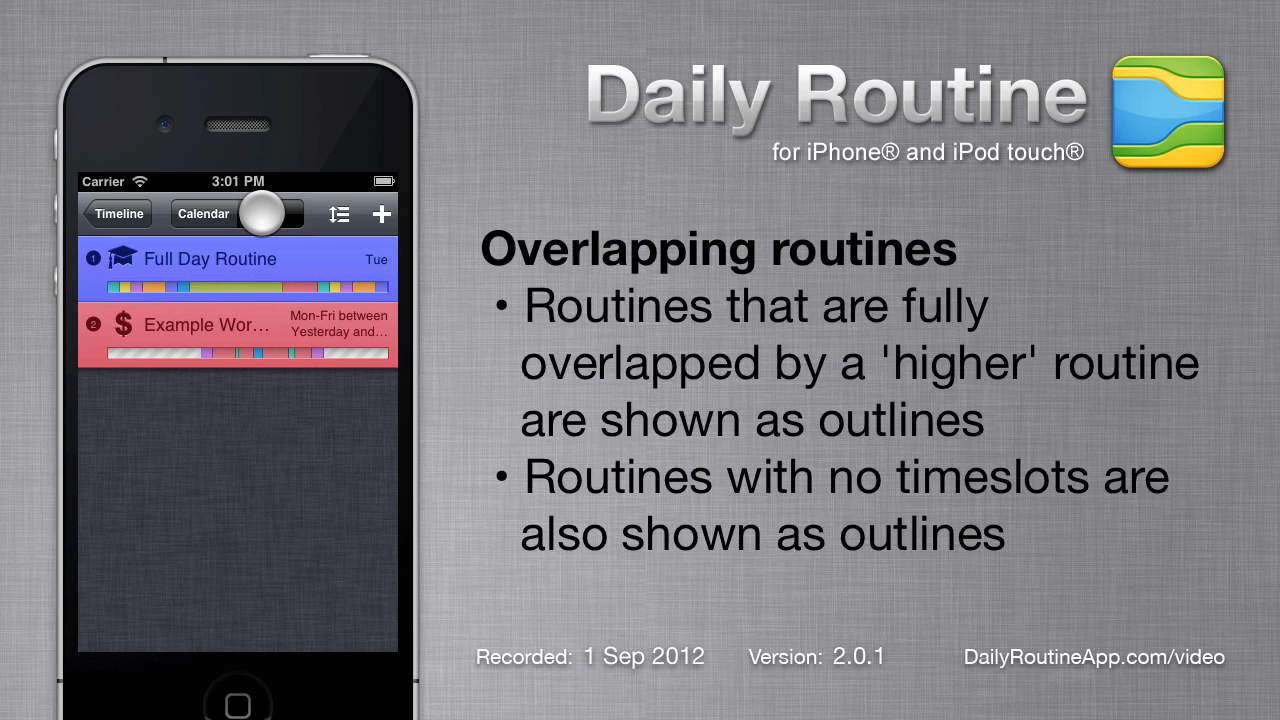 Daily Routine
for iPhone® and iPod touch®
Carrier 3:01 PM
Timeline Calendar
1 Full Day Routine Tue
2 $ Example Wor… Mon-Fri between
Yesterday and…
Overlapping routines
• Routines that are fully
overlapped by a 'higher' routine
are shown as outlines
• Routines with no timeslots are
also shown as outlines
Recorded: 1 Sep 2012 Version: 2.0.1 DailyRoutineApp.com/video